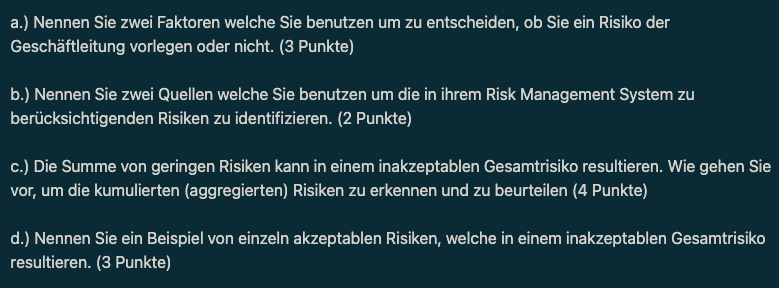 a.) Nennen Sie zwei Faktoren welche Sie benutzen um zu entscheiden, ob Sie ein Risiko der
Geschäftleitung vorlegen oder nicht. (3 Punkte)
b.) Nennen Sie zwei Quellen welche Sie benutzen um die in ihrem Risk Management System zu
berücksichtigenden Risiken zu identifizieren. (2 Punkte)
c.) Die Summe von geringen Risiken kann in einem inakzeptablen Gesamtrisiko resultieren. Wie gehen Sie
vor, um die kumulierten (aggregierten) Risiken zu erkennen und zu beurteilen (4 Punkte)
d.) Nennen Sie ein Beispiel von einzeln akzeptablen Risiken, welche in einem inakzeptablen Gesamtrisiko
resultieren. (3 Punkte)